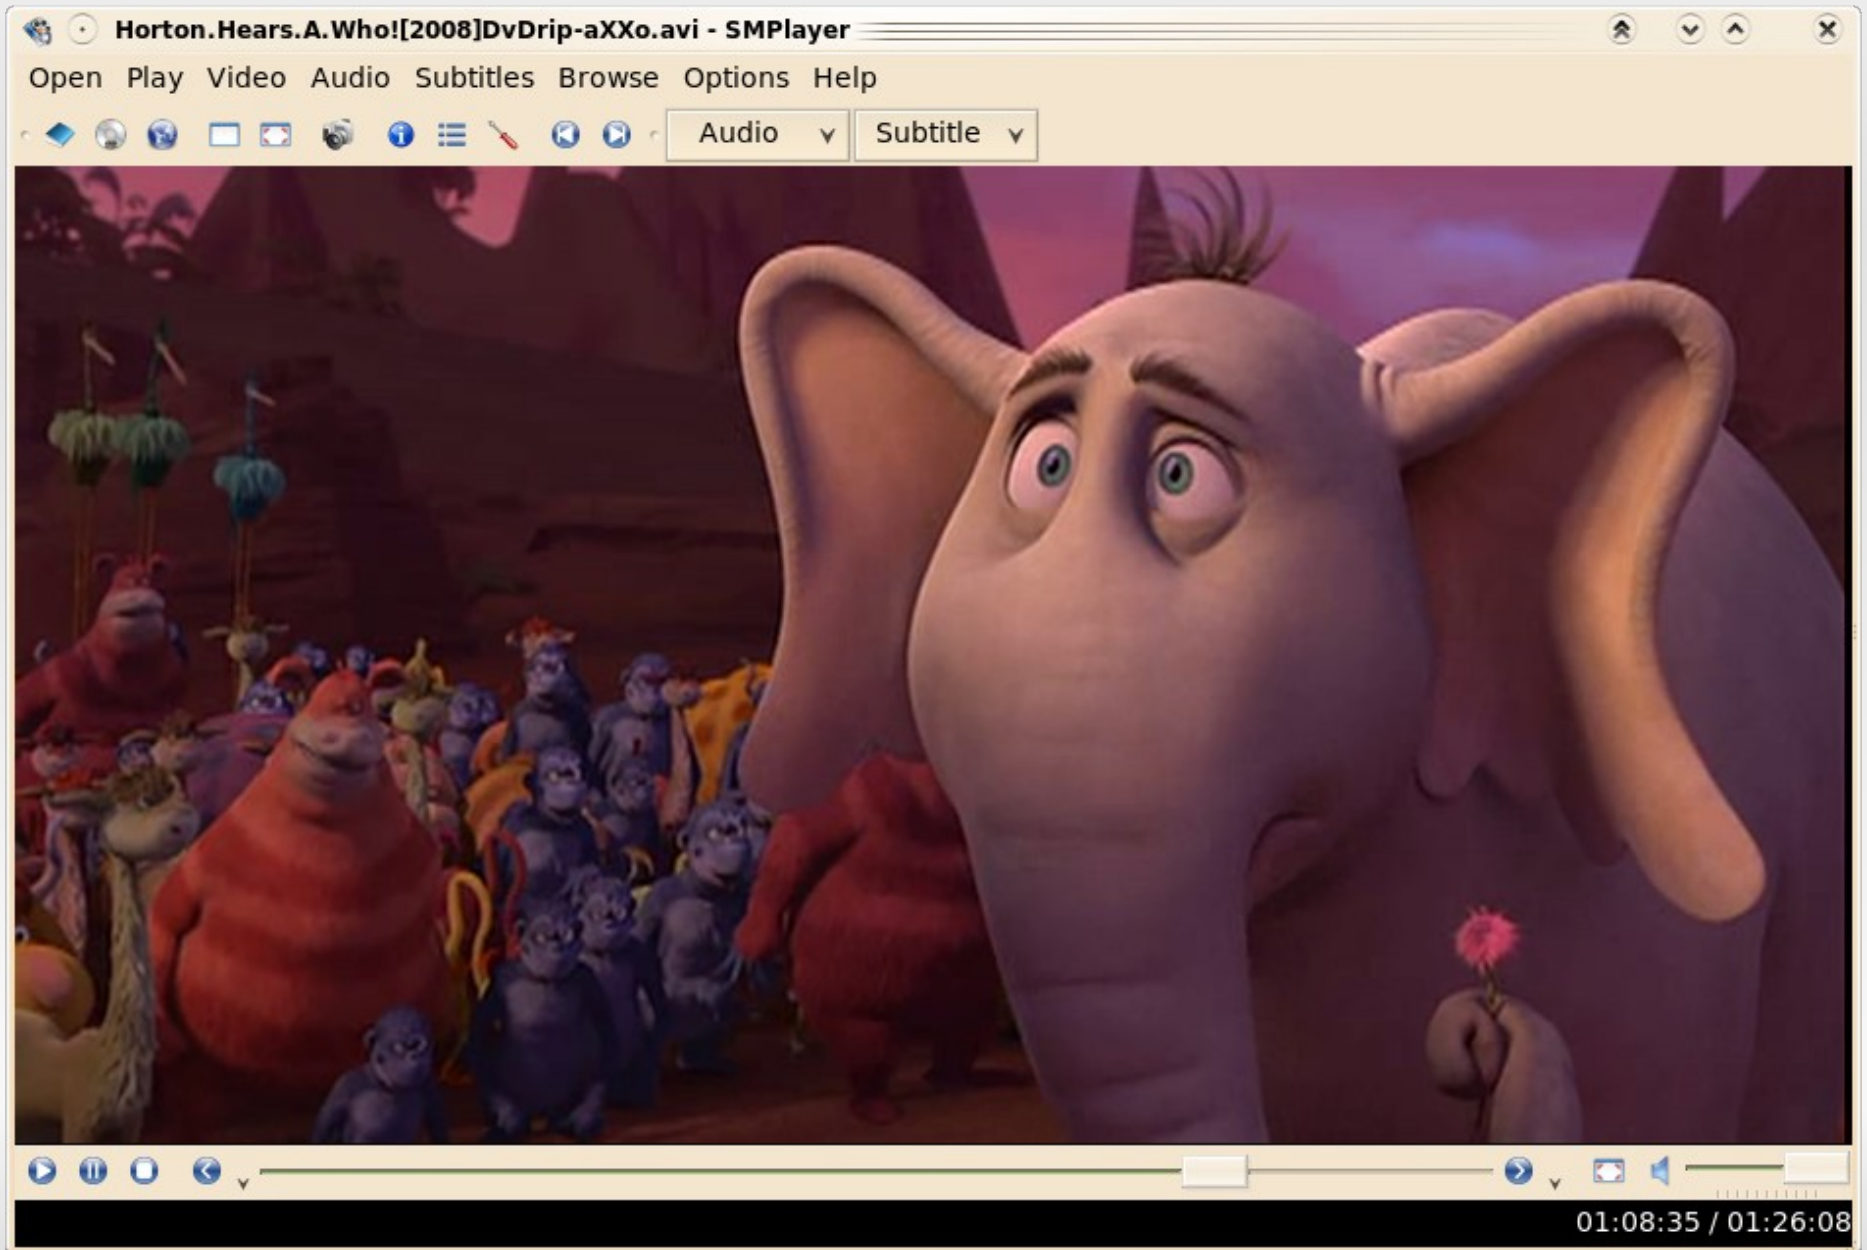 Horton.Hears.A.Who![2008]DvDrip-aXXo.avi - SMPlayer
Open Play Video Audio Subtitles Browse Options Help
Audio Subtitle
01:08:35 / 01:26:08